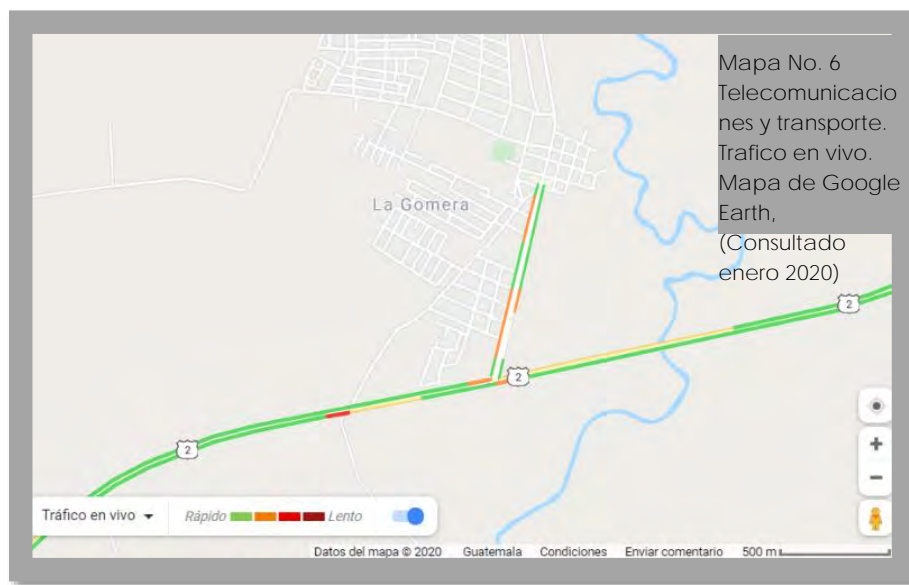 Mapa No. 6
Telecomunicacio
nes y transporte.
Trafico en vivo.
Mapa de Google
Earth,
(Consultado
enero 2020)
La Gomera
2
2
2
Tráfico en vivo
Rápido
Lento
Datos del mapa © 2020 Guatemala Condiciones Enviar comentario 500 m